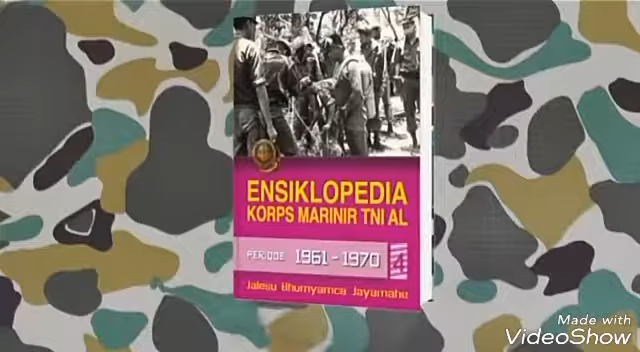 ENSIKLOPEDIA
KORPS MARINIR TNI AL
PERIODE 1961 - 1970
Jalesu Bhumyamca Jayamahe
Made with
VideoShow